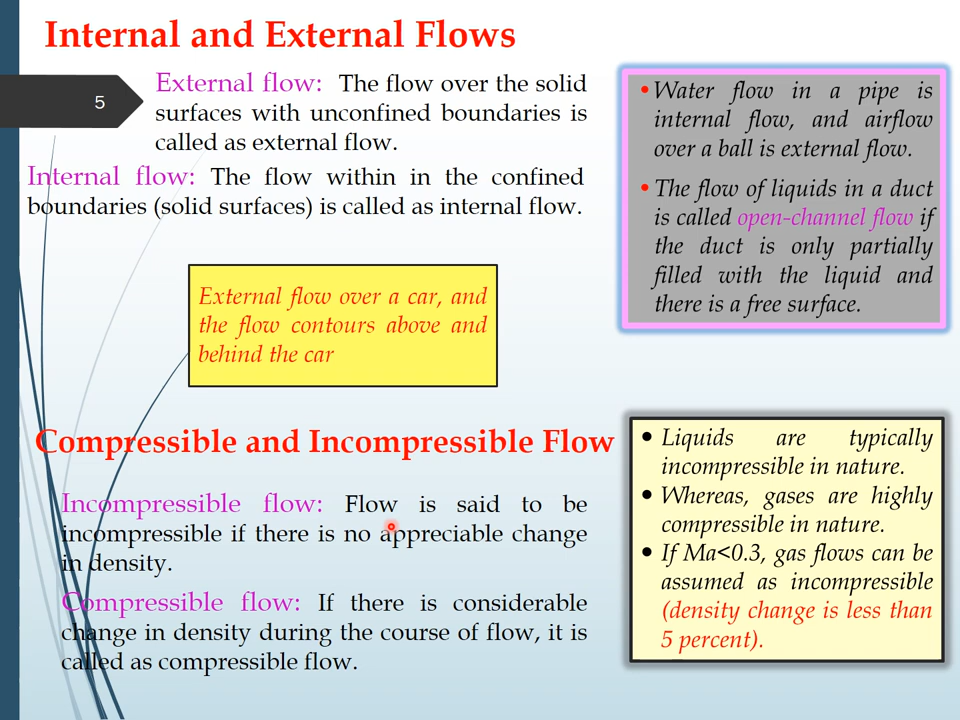 Internal and External Flows
5
External flow: The flow over the solid
surfaces with unconfined boundaries is
called as external flow.
Internal flow: The flow within in the confined
boundaries (solid surfaces) is called as internal flow.
•Water flow in a pipe is
internal flow, and airflow
over a ball is external flow.
•The flow of liquids in a duct
is called open-channel flow if
the duct is only partially
filled with the liquid and
there is a free surface.
External flow over a car, and
the flow contours above and
behind the car
Compressible and Incompressible Flow
Incompressible flow: Flow is said to be
incompressible if there is no appreciable change
in density.
Compressible flow: If there is considerable
change in density during the course of flow, it is
called as compressible flow.
• Liquids are typically
incompressible in nature.
• Whereas, gases are highly
compressible in nature.
• If Ma<0.3, gas flows can be
assumed as incompressible
(density change is less than
5 percent).